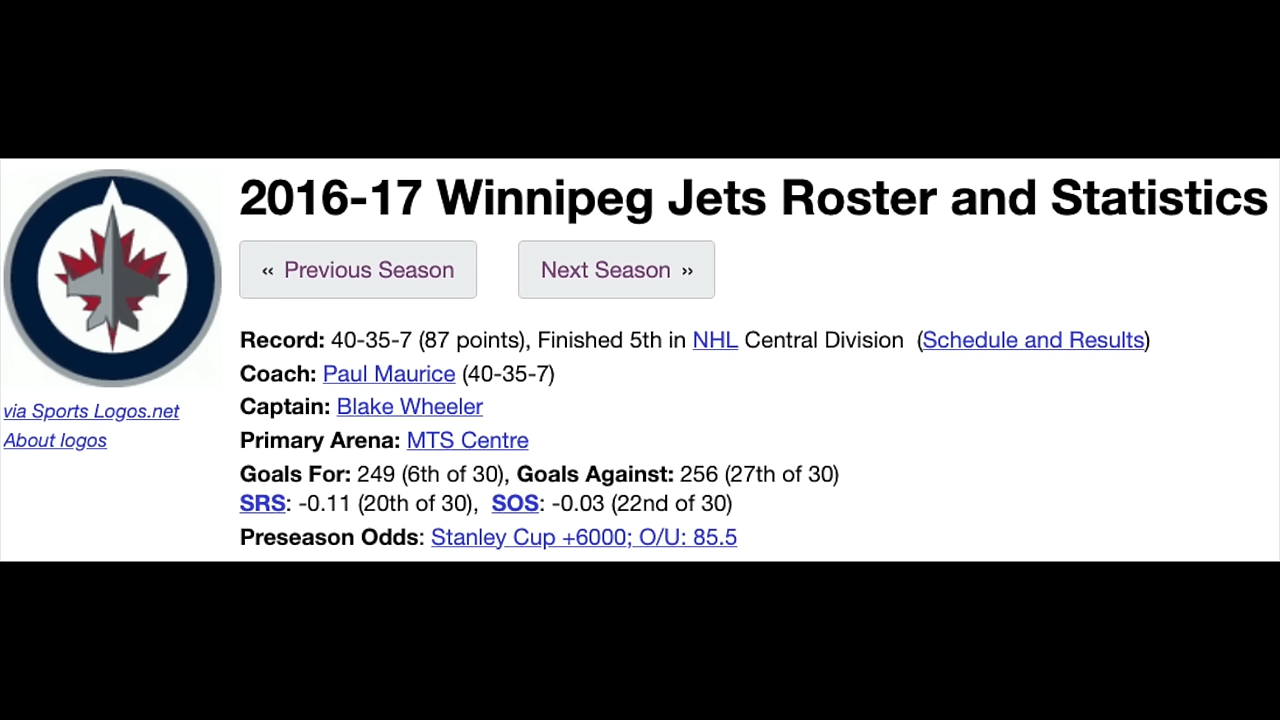 2016-17 Winnipeg Jets Roster and Statistics
‹‹ Previous Season
Next Season ››
Record: 40-35-7 (87 points), Finished 5th in NHL Central Division (Schedule and Results)
Coach: Paul Maurice (40-35-7)
Captain: Blake Wheeler
Primary Arena: MTS Centre
Goals For: 249 (6th of 30), Goals Against: 256 (27th of 30)
SRS: -0.11 (20th of 30), SOS: -0.03 (22nd of 30)
Preseason Odds: Stanley Cup +6000; O/U: 85.5
via Sports Logos.net
About logos